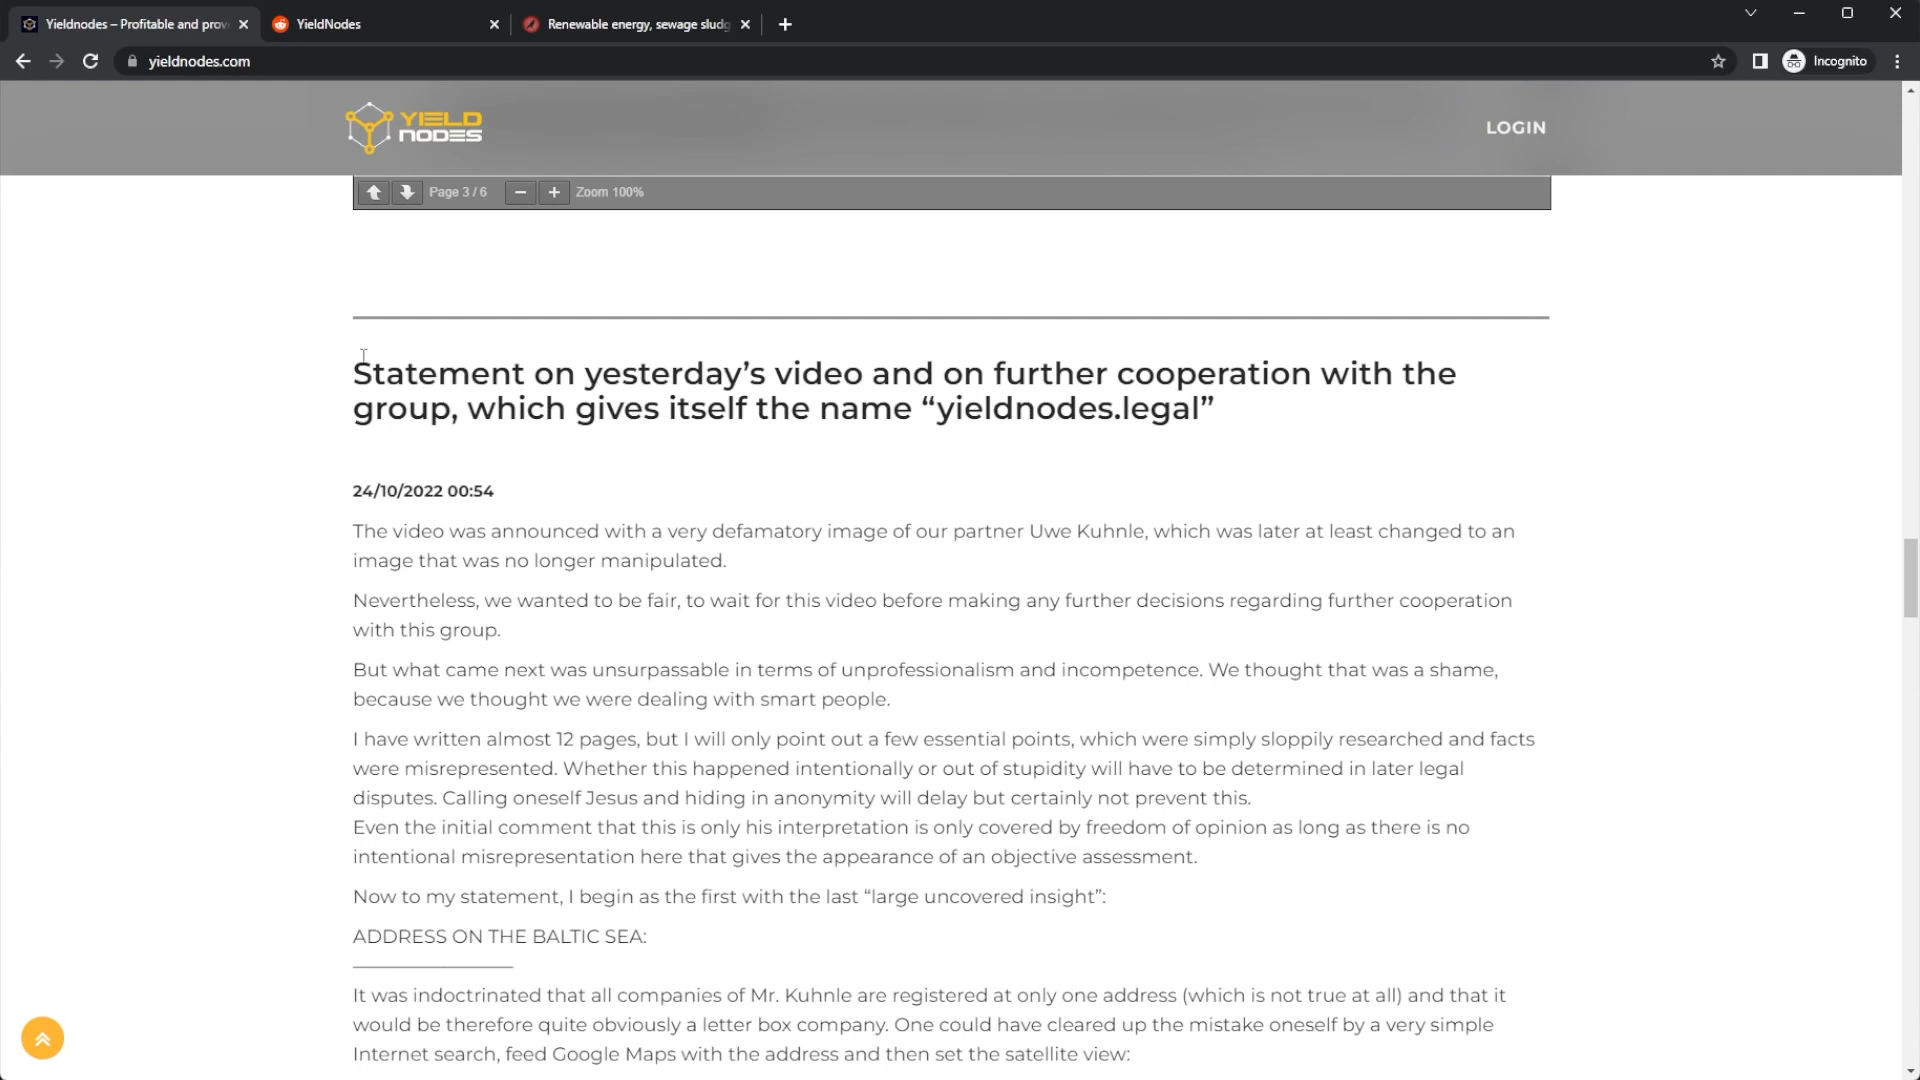 Yieldnodes – Profitable and prov
YieldNodes
Renewable energy, sewage sludg
yieldnodes.com
Incognito
YIELD
NODES
LOGIN
Page 3 / 6
Zoom 100%
Statement on yesterday’s video and on further cooperation with the
group, which gives itself the name “yieldnodes.legal”
24/10/2022 00:54
The video was announced with a very defamatory image of our partner Uwe Kuhnle, which was later at least changed to an
image that was no longer manipulated.
Nevertheless, we wanted to be fair, to wait for this video before making any further decisions regarding further cooperation
with this group.
But what came next was unsurpassable in terms of unprofessionalism and incompetence. We thought that was a shame,
because we thought we were dealing with smart people.
I have written almost 12 pages, but I will only point out a few essential points, which were simply sloppily researched and facts
were misrepresented. Whether this happened intentionally or out of stupidity will have to be determined in later legal
disputes. Calling oneself Jesus and hiding in anonymity will delay but certainly not prevent this.
Even the initial comment that this is only his interpretation is only covered by freedom of opinion as long as there is no
intentional misrepresentation here that gives the appearance of an objective assessment.
Now to my statement, I begin as the first with the last “large uncovered insight”:
ADDRESS ON THE BALTIC SEA:
It was indoctrinated that all companies of Mr. Kuhnle are registered at only one address (which is not true at all) and that it
would be therefore quite obviously a letter box company. One could have cleared up the mistake oneself by a very simple
Internet search, feed Google Maps with the address and then set the satellite view: